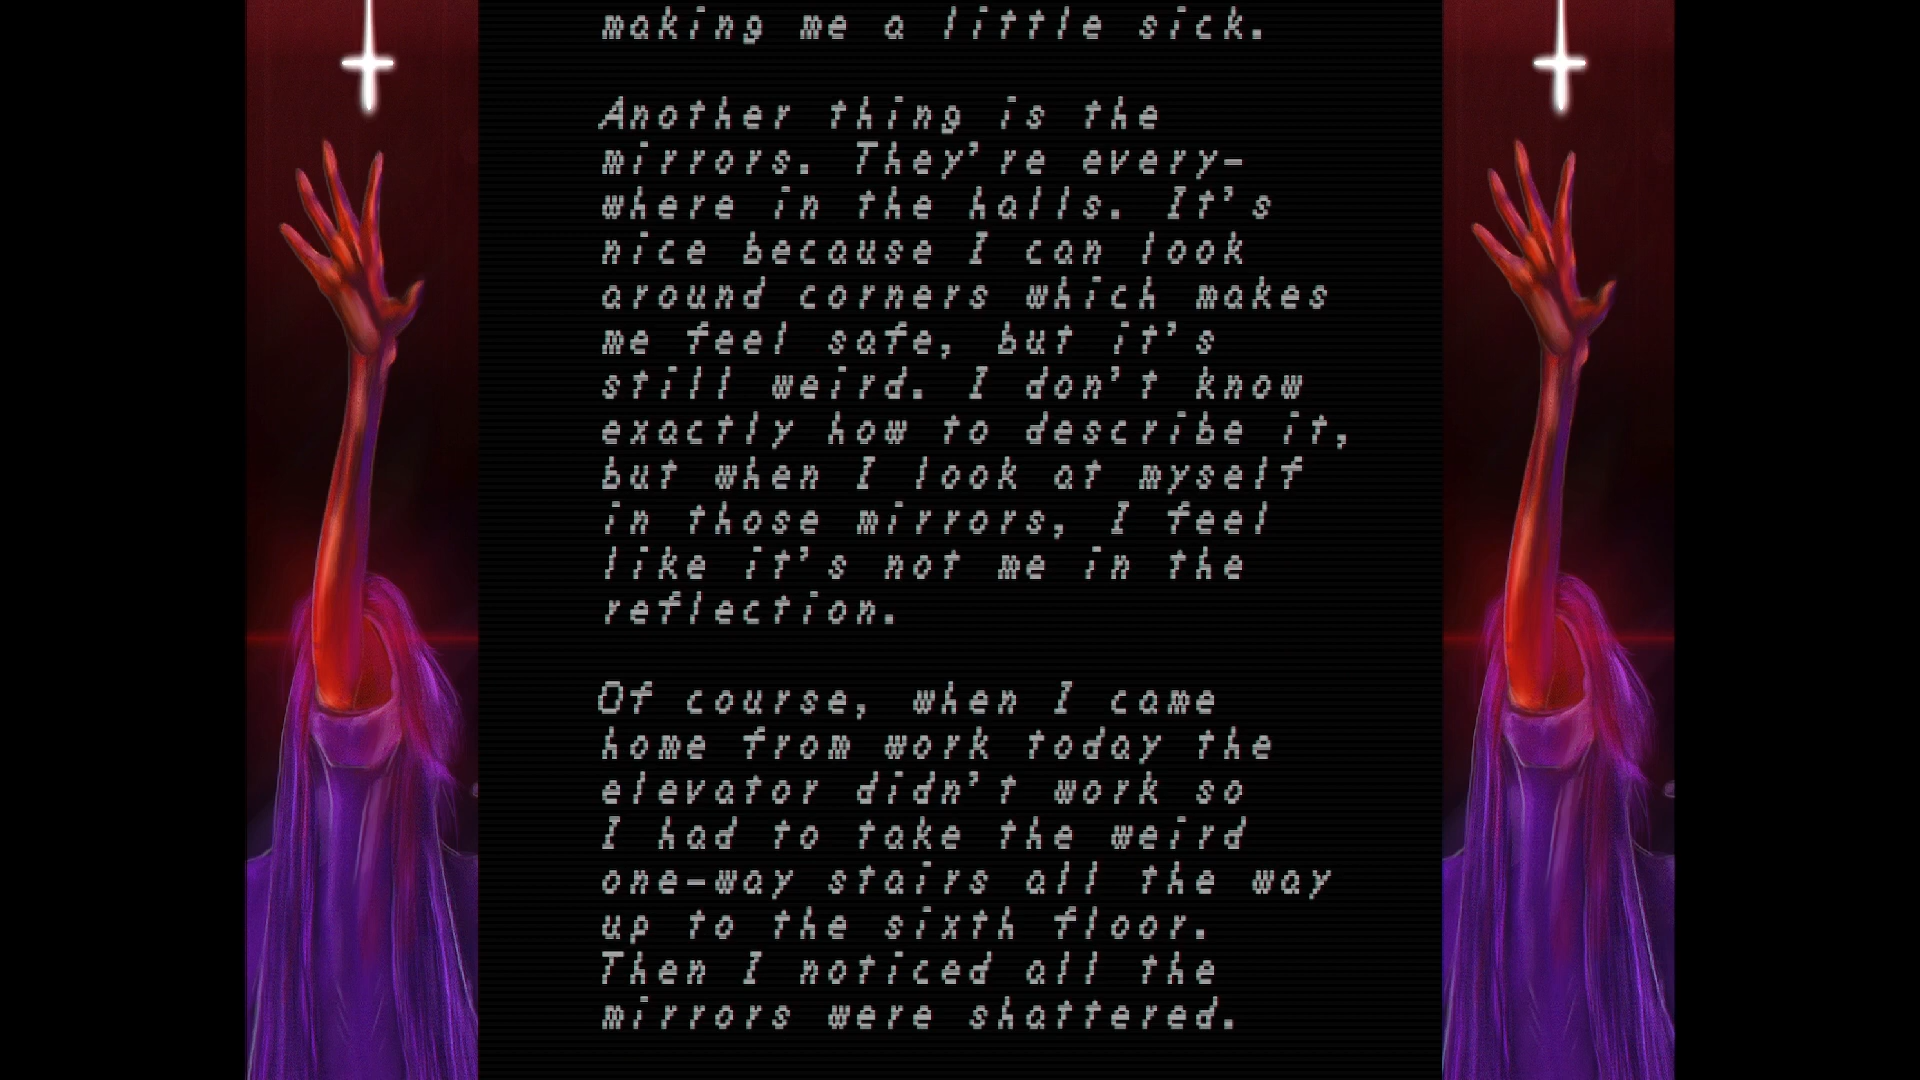 making me a little sick.
Another thing is the
mirrors. They're every-
where in the halls. It's
nice because I can look
around corners which makes
me feel safe, but it's
still weird. I don't know
exactly how to describe it,
but when I look at myself
in those mirrors, I feel
like it's not me in the
reflection.
Of course, when I came
home from work today the
elevator didn't work so
I had to take the weird
one-way stairs all the way
up to the sixth floor.
Then I noticed all the
mirrors were shattered.